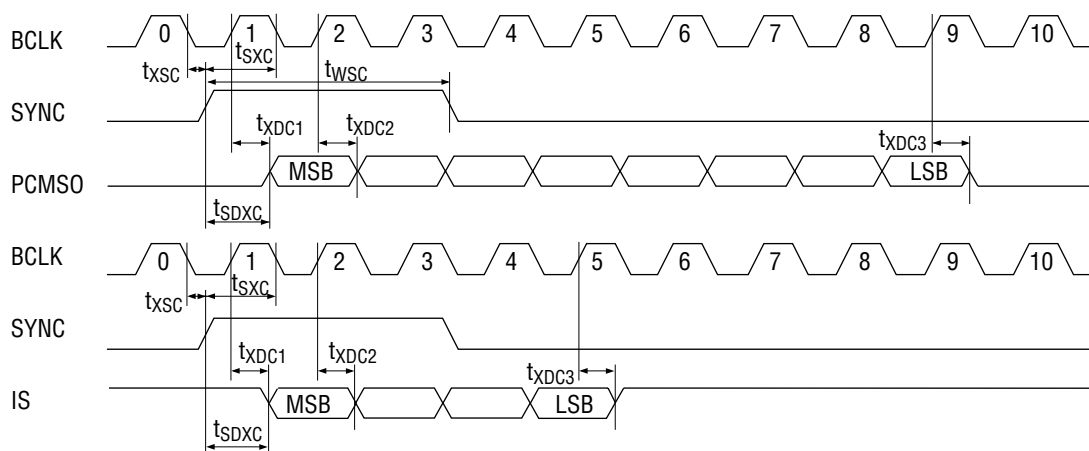 BCLK 0 1 2 3 4 5 6 7 8 9 10
tXSC tSXC tWSC
SYNC
tXDC1 tXDC2 tXDC3
PCMSO MSB LSB
tSDXC
BCLK 0 1 2 3 4 5 6 7 8 9 10
tXSC tSXC
SYNC
tXDC1 tXDC2 tXDC3
IS MSB LSB
tSDXC